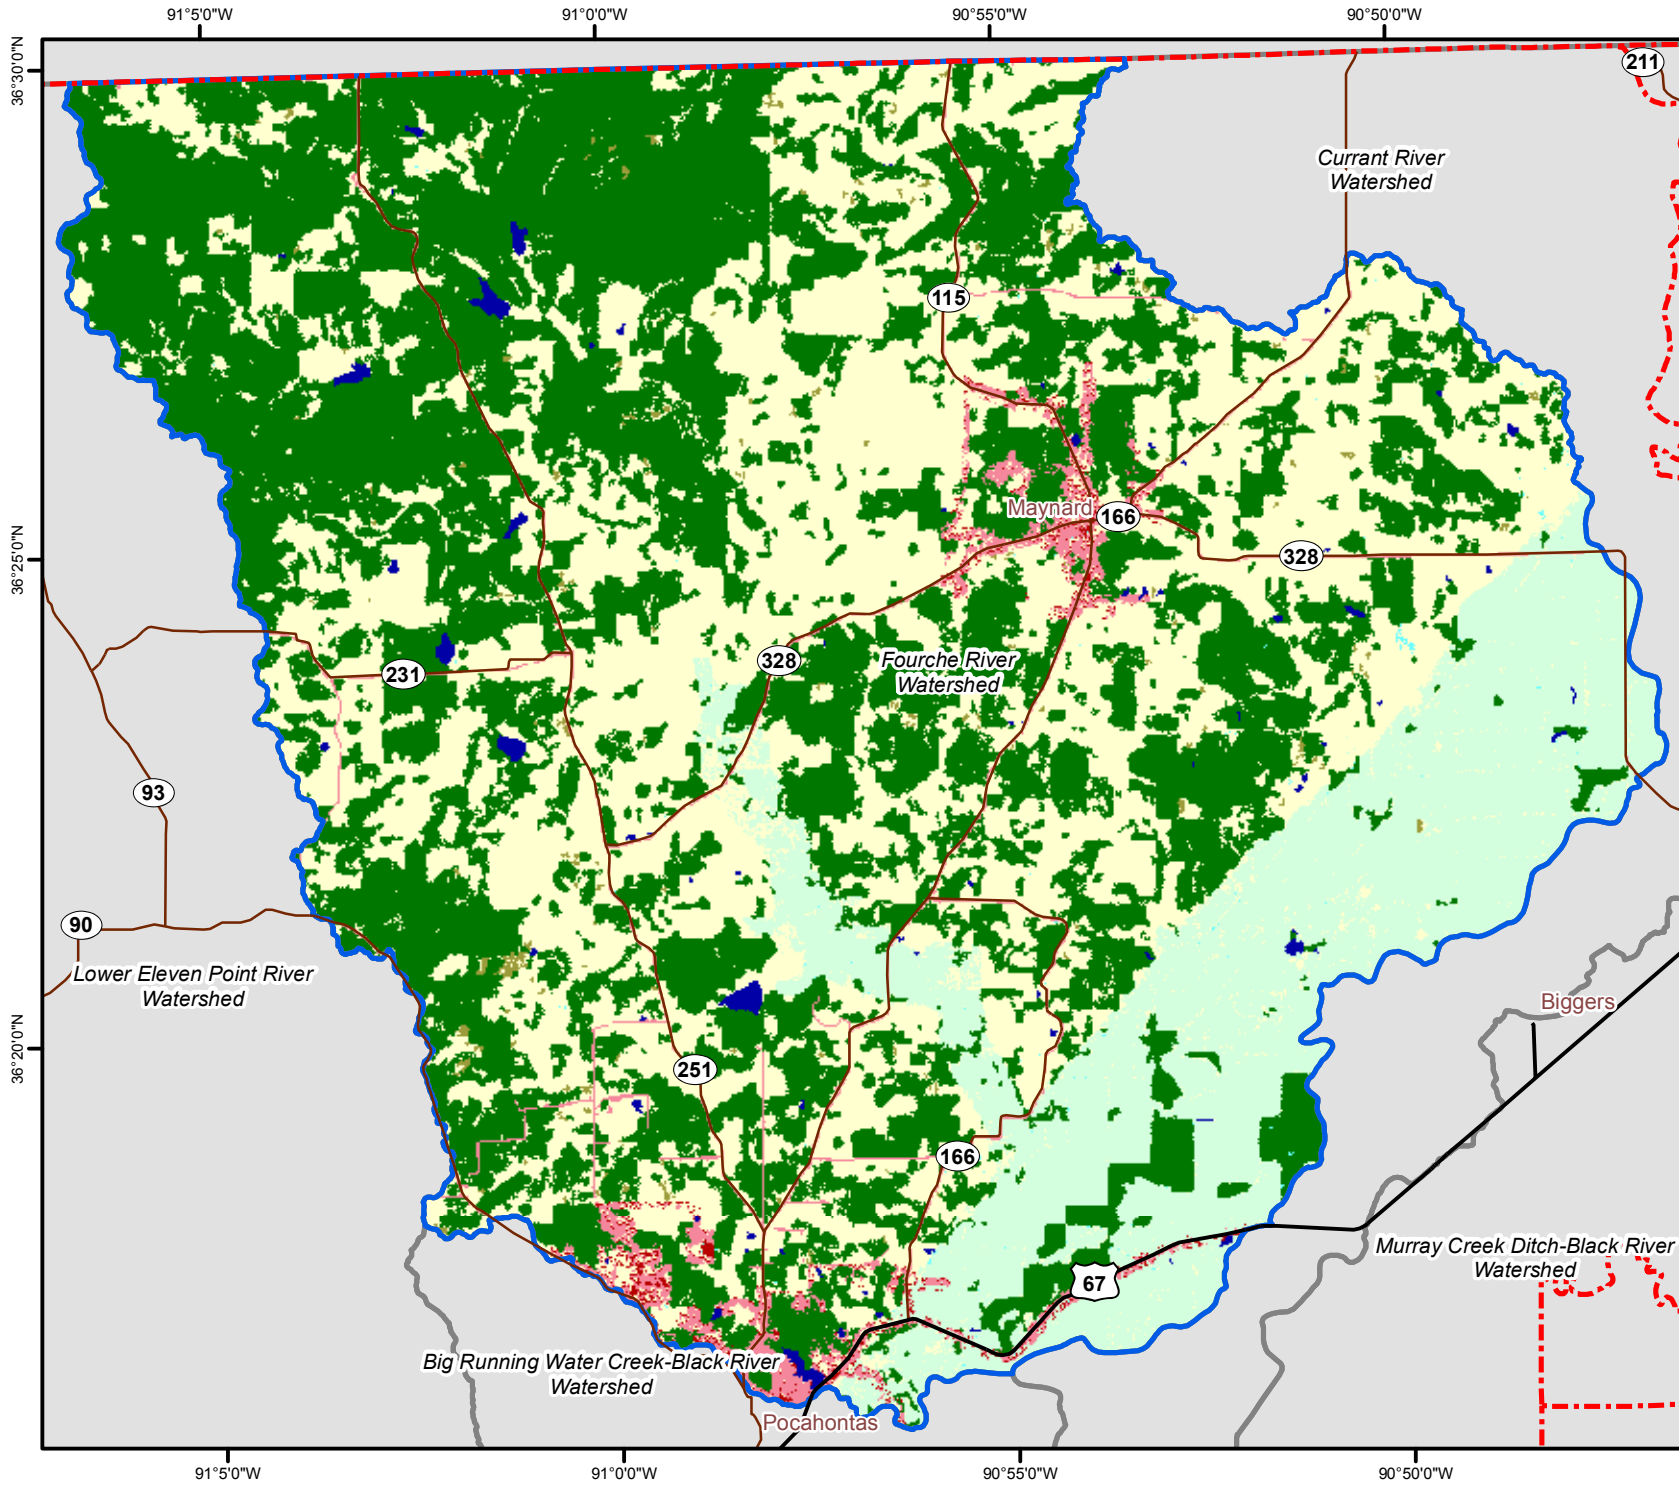 91°5'0"W
91°0'0"W
90°55'0"W
90°50'0"W
36°30'0"N
211
Currant River
Watershed
115
Maynard
166
328
36°25'0"N
328
Fourche River
Watershed
231
93
90
Lower Eleven Point River
Watershed
Biggers
36°20'0"N
251
166
Murray Creek Ditch-Black River
Watershed
67
Big Running Water Creek-Black River
Watershed
Pocahontas
91°5'0"W
91°0'0"W
90°55'0"W
90°50'0"W